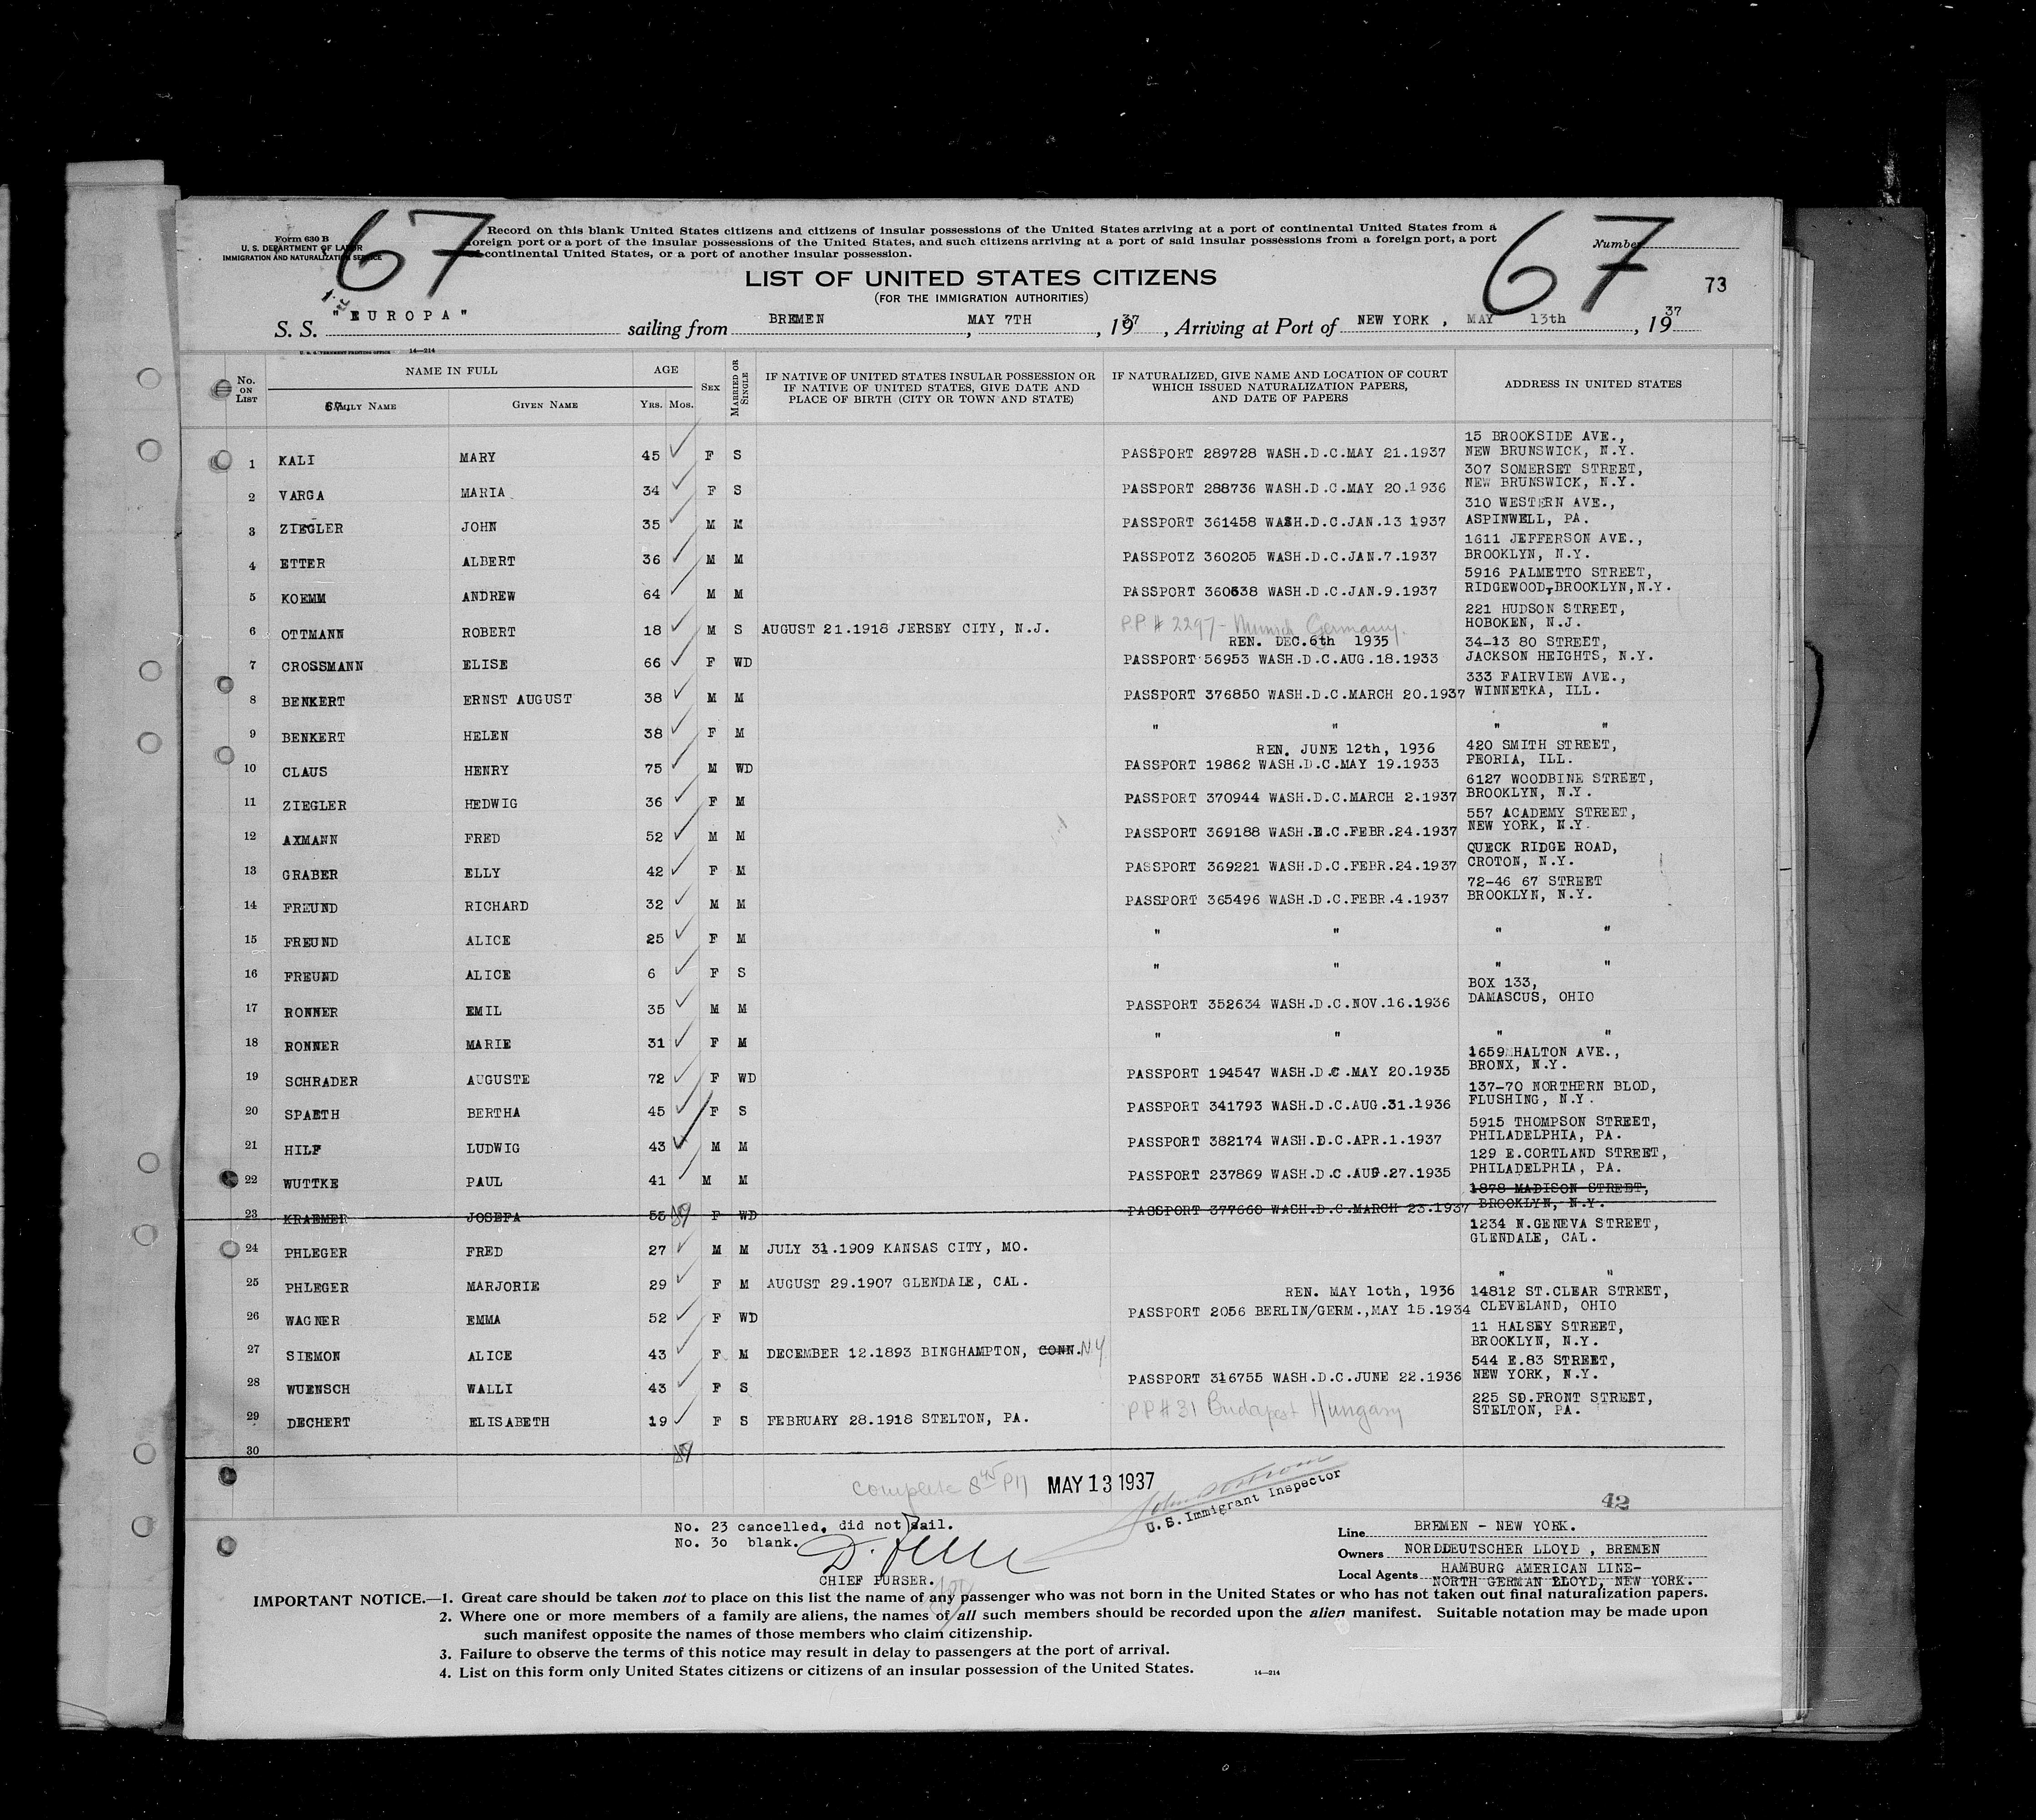 67 67
Form 630 B
U. S. DEPARTMENT OF LABOR
IMMIGRATION AND NATURALIZATION SERVICE
Record on this blank United States citizens and citizens of insular possessions of the United States arriving at a port of continental United States from a
foreign port or a port of the insular possessions of the United States, and such citizens arriving at a port of said insular possessions from a foreign port, a port
of continental United States, or a port of another insular possession.
Number
LIST OF UNITED STATES CITIZENS
(FOR THE IMMIGRATION AUTHORITIES)
73
S. S. "EUROPA" sailing from BREMEN, MAY 7TH, 1937, Arriving at Port of NEW YORK, MAY 13th, 1937
14—214
No. ON LIST
NAME IN FULL
FAMILY NAME
GIVEN NAME
AGE
YRS. MOS.
SEX
MARRIED OR SINGLE
IF NATIVE OF UNITED STATES INSULAR POSSESSION OR
IF NATIVE OF UNITED STATES, GIVE DATE AND
PLACE OF BIRTH (CITY OR TOWN AND STATE)
IF NATURALIZED, GIVE NAME AND LOCATION OF COURT
WHICH ISSUED NATURALIZATION PAPERS,
AND DATE OF PAPERS
ADDRESS IN UNITED STATES
15 BROOKSIDE AVE.,
1 KALI MARY 45 F S PASSPORT 289728 WASH.D.C.MAY 21.1937 NEW BRUNSWICK, N.Y.
307 SOMERSET STREET,
2 VARGA MARIA 34 F S PASSPORT 288736 WASH.D.C.MAY 20.1936 NEW BRUNSWICK, N.Y.
310 WESTERN AVE.,
3 ZIEGLER JOHN 35 M M PASSPORT 361458 WASH.D.C.JAN.13 1937 ASPINWELL, PA.
1611 JEFFERSON AVE.,
4 ETTER ALBERT 36 M M PASSPOTZ 360205 WASH.D.C.JAN.7.1937 BROOKLYN, N.Y.
5916 PALMETTO STREET,
5 KOEMM ANDREW 64 M M PASSPORT 360538 WASH.D.C.JAN.9.1937 RIDGEWOOD,BROOKLYN,N.Y.
221 HUDSON STREET,
6 OTTMANN ROBERT 18 M S AUGUST 21.1918 JERSEY CITY, N.J. PP # 2297 - Munich Germany. HOBOKEN, N.J.
REN. DEC.6th 1935 34-13 80 STREET,
7 CROSSMANN ELISE 66 F WD PASSPORT 56953 WASH.D.C.AUG.18.1933 JACKSON HEIGHTS, N.Y.
333 FAIRVIEW AVE.,
8 BENKERT ERNST AUGUST 38 M M PASSPORT 376850 WASH.D.C.MARCH 20.1937 WINNETKA, ILL.
9 BENKERT HELEN 38 F M " " " "
REN. JUNE 12th, 1936 420 SMITH STREET,
10 CLAUS HENRY 75 M WD PASSPORT 19862 WASH.D.C.MAY 19.1933 PEORIA, ILL.
6127 WOODBINE STREET,
11 ZIEGLER HEDWIG 36 F M PASSPORT 370944 WASH.D.C.MARCH 2.1937 BROOKLYN, N.Y.
557 ACADEMY STREET,
12 AXMANN FRED 52 M M PASSPORT 369188 WASH.D.C.FEBR.24.1937 NEW YORK, N.Y.
QUECK RIDGE ROAD,
13 GRABER ELLY 42 F M PASSPORT 369221 WASH.D.C.FEBR.24.1937 CROTON, N.Y.
72-46 67 STREET
14 FREUND RICHARD 32 M M PASSPORT 365496 WASH.D.C.FEBR.4.1937 BROOKLYN, N.Y.
15 FREUND ALICE 25 F M " " " "
16 FREUND ALICE 6 F S " " " "
BOX 133,
17 RONNER EMIL 35 M M PASSPORT 352634 WASH.D.C.NOV.16.1936 DAMASCUS, OHIO
18 RONNER MARIE 31 F M " " " "
1659 HALTON AVE.,
19 SCHRADER AUGUSTE 72 F WD PASSPORT 194547 WASH.D.C.MAY 20.1935 BRONX, N.Y.
137-70 NORTHERN BLOD,
20 SPAETH BERTHA 45 F S PASSPORT 341793 WASH.D.C.AUG.31.1936 FLUSHING, N.Y.
5915 THOMPSON STREET,
21 HILF LUDWIG 43 M M PASSPORT 382174 WASH.D.C.APR.1.1937 PHILADELPHIA, PA.
129 E.CORTLAND STREET,
22 WUTTKE PAUL 41 M M PASSPORT 237869 WASH.D.C.AUG.27.1935 PHILADELPHIA, PA.
1878 MADISON STREET,
23 KRAEMER JOSEFA 55 F WD PASSPORT 377660 WASH.D.C.MARCH 23.1937 BROOKLYN, N.Y.
1234 N.GENEVA STREET,
24 PHLEGER FRED 27 M M JULY 31.1909 KANSAS CITY, MO. GLENDALE, CAL.
25 PHLEGER MARJORIE 29 F M AUGUST 29.1907 GLENDALE, CAL. " "
REN. MAY 1oth, 1936 14812 ST.CLEAR STREET,
26 WAGNER EMMA 52 F WD PASSPORT 2056 BERLIN/GERM.,MAY 15.1934 CLEVELAND, OHIO
11 HALSEY STREET,
27 SIEMON ALICE 43 F M DECEMBER 12.1893 BINGHAMPTON, CONN. N.Y BROOKLYN, N.Y.
544 E.83 STREET,
28 WUENSCH WALLI 43 F S PASSPORT 316755 WASH.D.C.JUNE 22.1936 NEW YORK, N.Y.
225 SO.FRONT STREET,
29 DECHERT ELISABETH 19 F S FEBRUARY 28.1918 STELTON, PA. PP # 31 Budapest Hungary STELTON, PA.
30
Complete 8 45 PM MAY 13 1937
U. S. Immigrant Inspector
42
No. 23 cancelled, did not sail.
No. 3o blank.
CHIEF PURSER.
Line BREMEN - NEW YORK.
Owners NORDDEUTSCHER LLOYD, BREMEN
Local Agents HAMBURG AMERICAN LINE-
NORTH GERMAN LLOYD, NEW YORK.
IMPORTANT NOTICE.—1. Great care should be taken not to place on this list the name of any passenger who was not born in the United States or who has not taken out final naturalization papers.
2. Where one or more members of a family are aliens, the names of all such members should be recorded upon the alien manifest. Suitable notation may be made upon
such manifest opposite the names of those members who claim citizenship.
3. Failure to observe the terms of this notice may result in delay to passengers at the port of arrival.
4. List on this form only United States citizens or citizens of an insular possession of the United States.
14—214